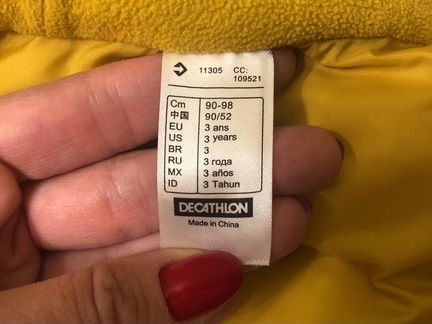 11305 CC:
109521
Cm 90-98
中国 90/52
EU 3 ans
US 3 years
BR 3
RU 3 года
MX 3 años
ID 3 Tahun
DECATHLON
Made in China